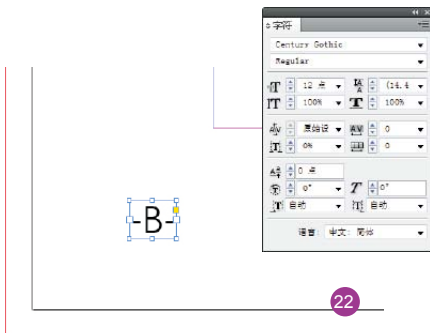 字符
Century Gothic
Regular
12 点 (14.4
100% 100%
原始设 0
0% 0
0 点
0° 0°
自动 自动
语言: 中文: 简体
-B-
22